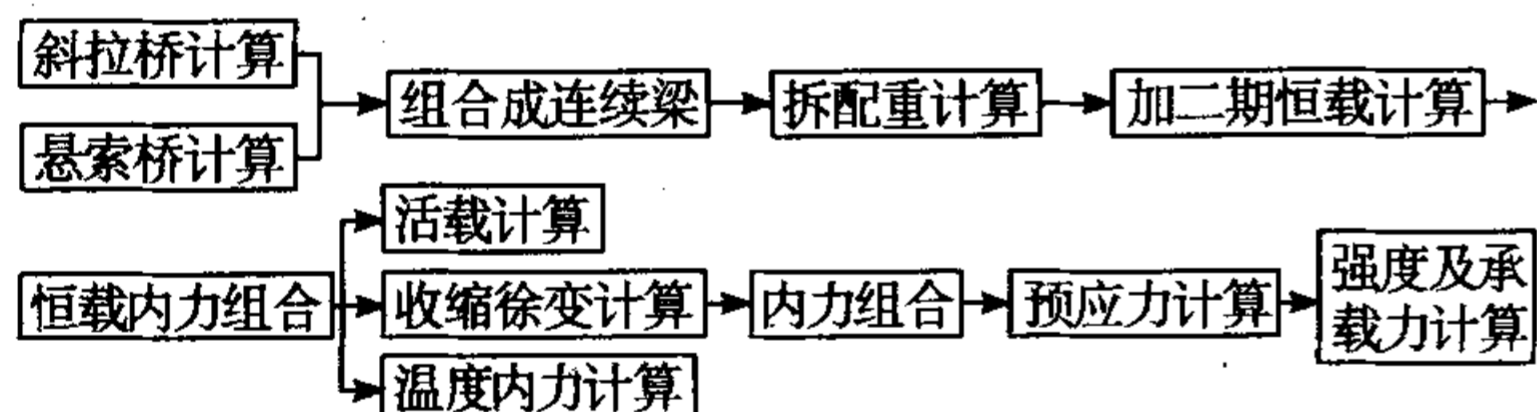 斜拉桥计算
悬索桥计算
组合成连续梁
拆配重计算
加二期恒载计算
恒载内力组合
活载计算
收缩徐变计算
温度内力计算
内力组合
预应力计算
强度及承
载力计算